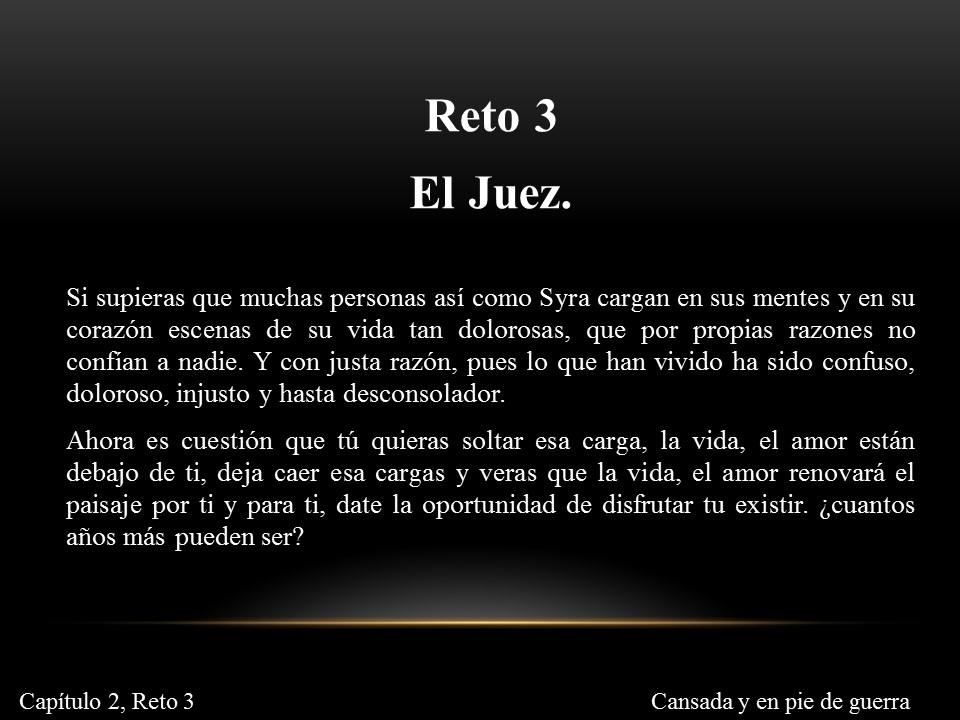 Reto 3
El Juez.
Si supieras que muchas personas así como Syra cargan en sus mentes y en su
corazón escenas de su vida tan dolorosas, que por propias razones no
confían a nadie. Y con justa razón, pues lo que han vivido ha sido confuso,
doloroso, injusto y hasta desconsolador.
Ahora es cuestión que tú quieras soltar esa carga, la vida, el amor están
debajo de ti, deja caer esa cargas y veras que la vida, el amor renovará el
paisaje por ti y para ti, date la oportunidad de disfrutar tu existir. ¿cuantos
años más pueden ser?
Capítulo 2, Reto 3
Cansada y en pie de guerra